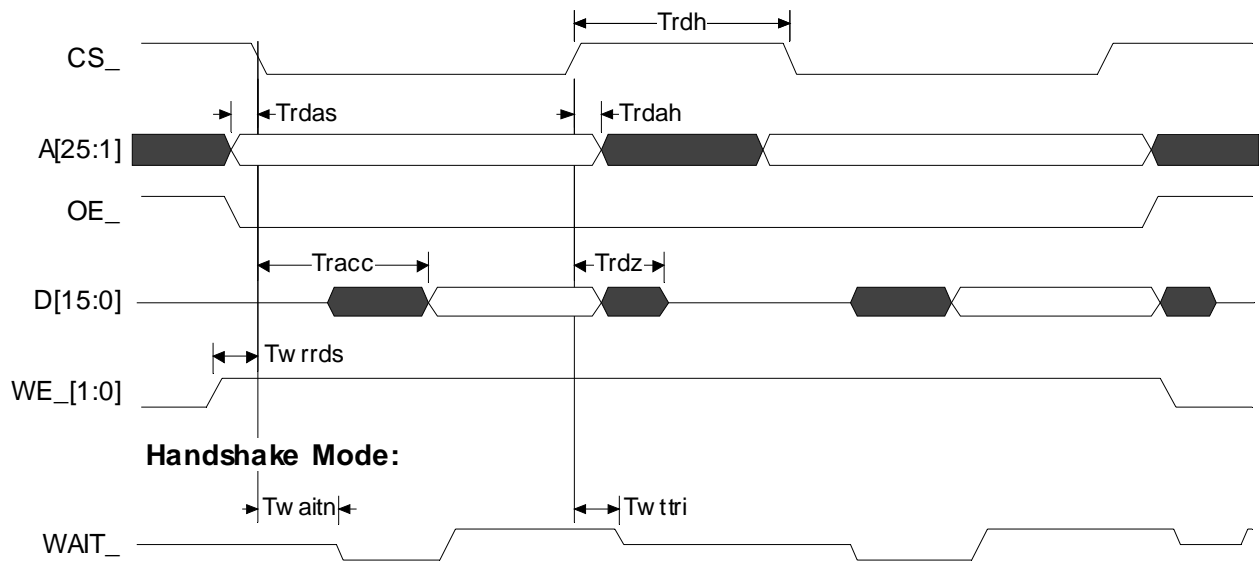 Trdh
CS_
Trdas
Trdah
A[25:1]
OE_
Tracc
Trdz
D[15:0]
Tw rrds
WE_[1:0]
Handshake Mode:
Tw aitn
Tw ttri
WAIT_